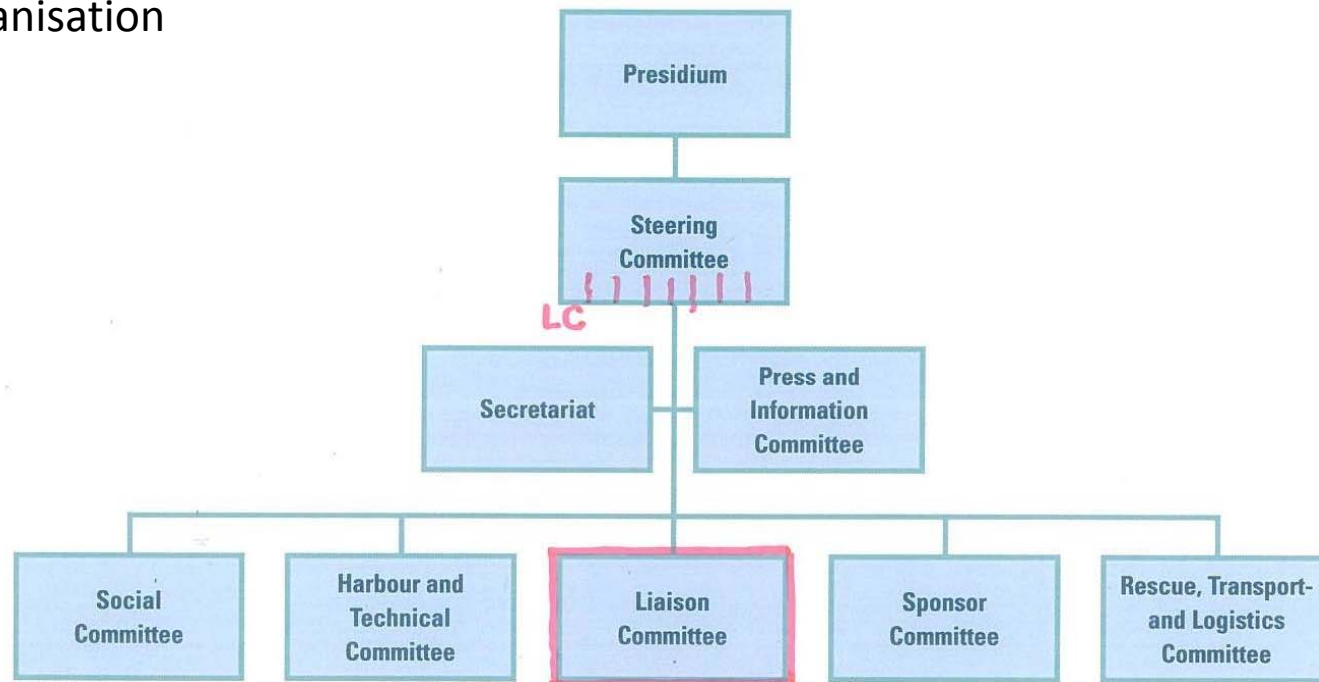 anisation
Presidium
Steering
Committee
LC
Secretariat
Press and
Information
Committee
Social
Committee
Harbour and
Technical
Committee
Liaison
Committee
Sponsor
Committee
Rescue, Transport-
and Logistics
Committee